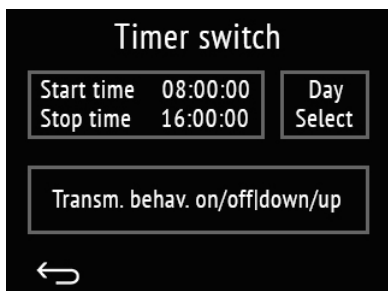 Timer switch
Start time 08:00:00
Stop time 16:00:00
Day
Select
Transm. behav. on/off|down/up